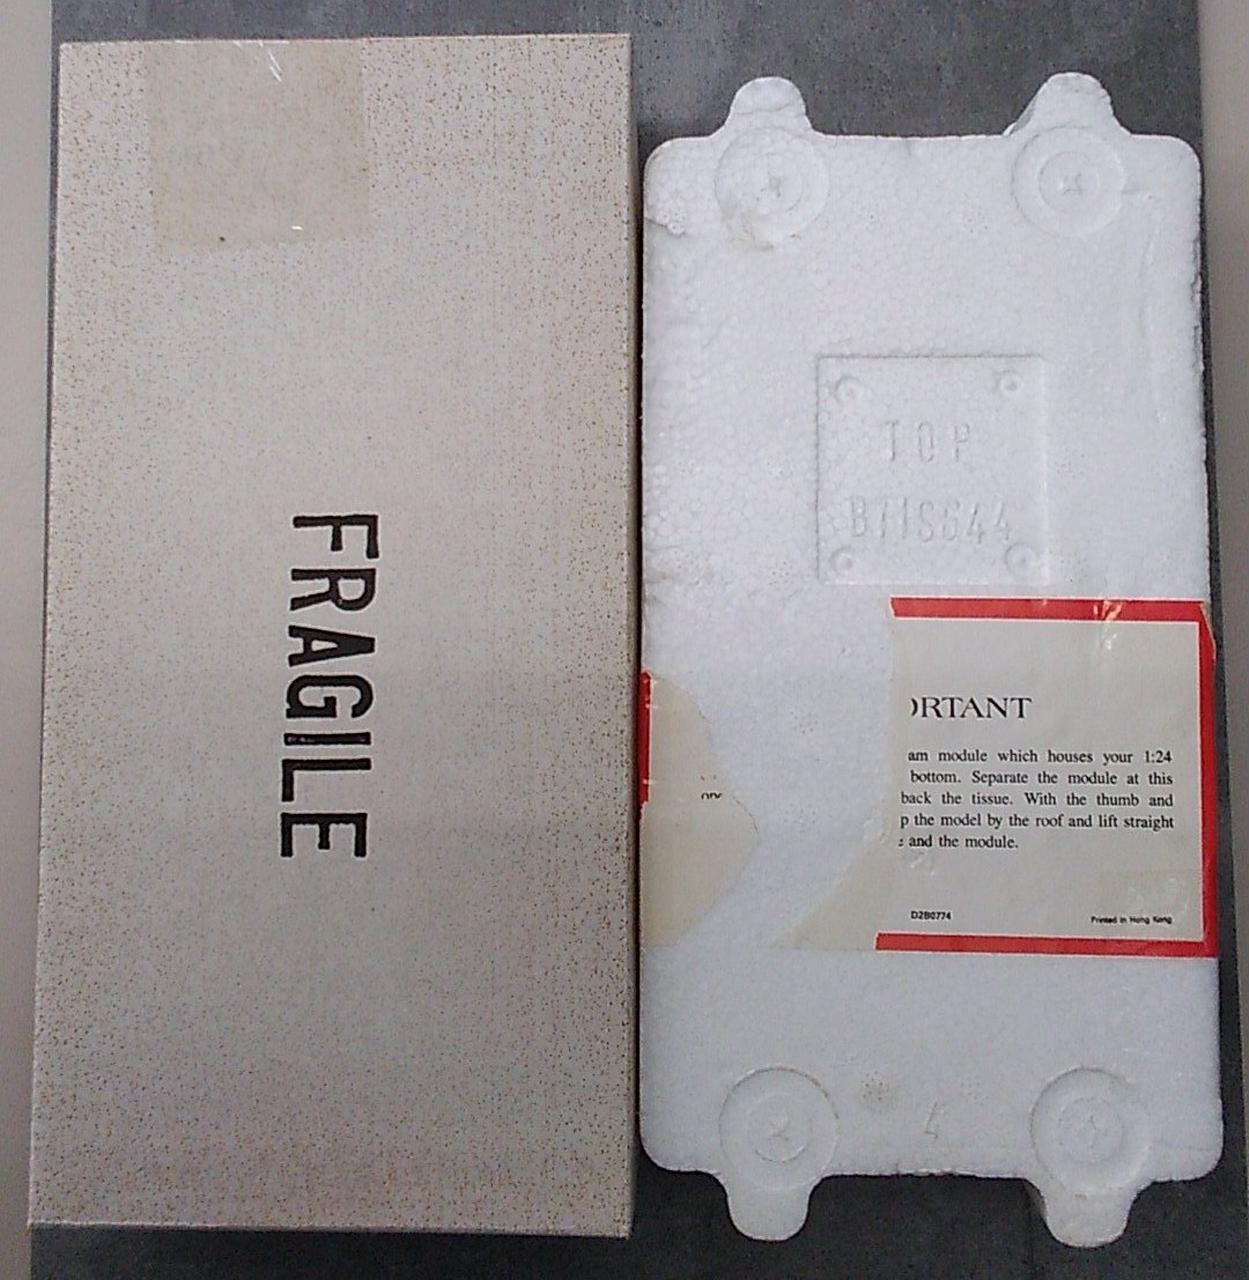 FRAGILE
TOP
B7IS644
ORTANT
am module which houses your 1:24
bottom. Separate the module at this
back the tissue. With the thumb and
p the model by the roof and lift straight
and the module.
D2B0774
Printed in Hong Kong
4